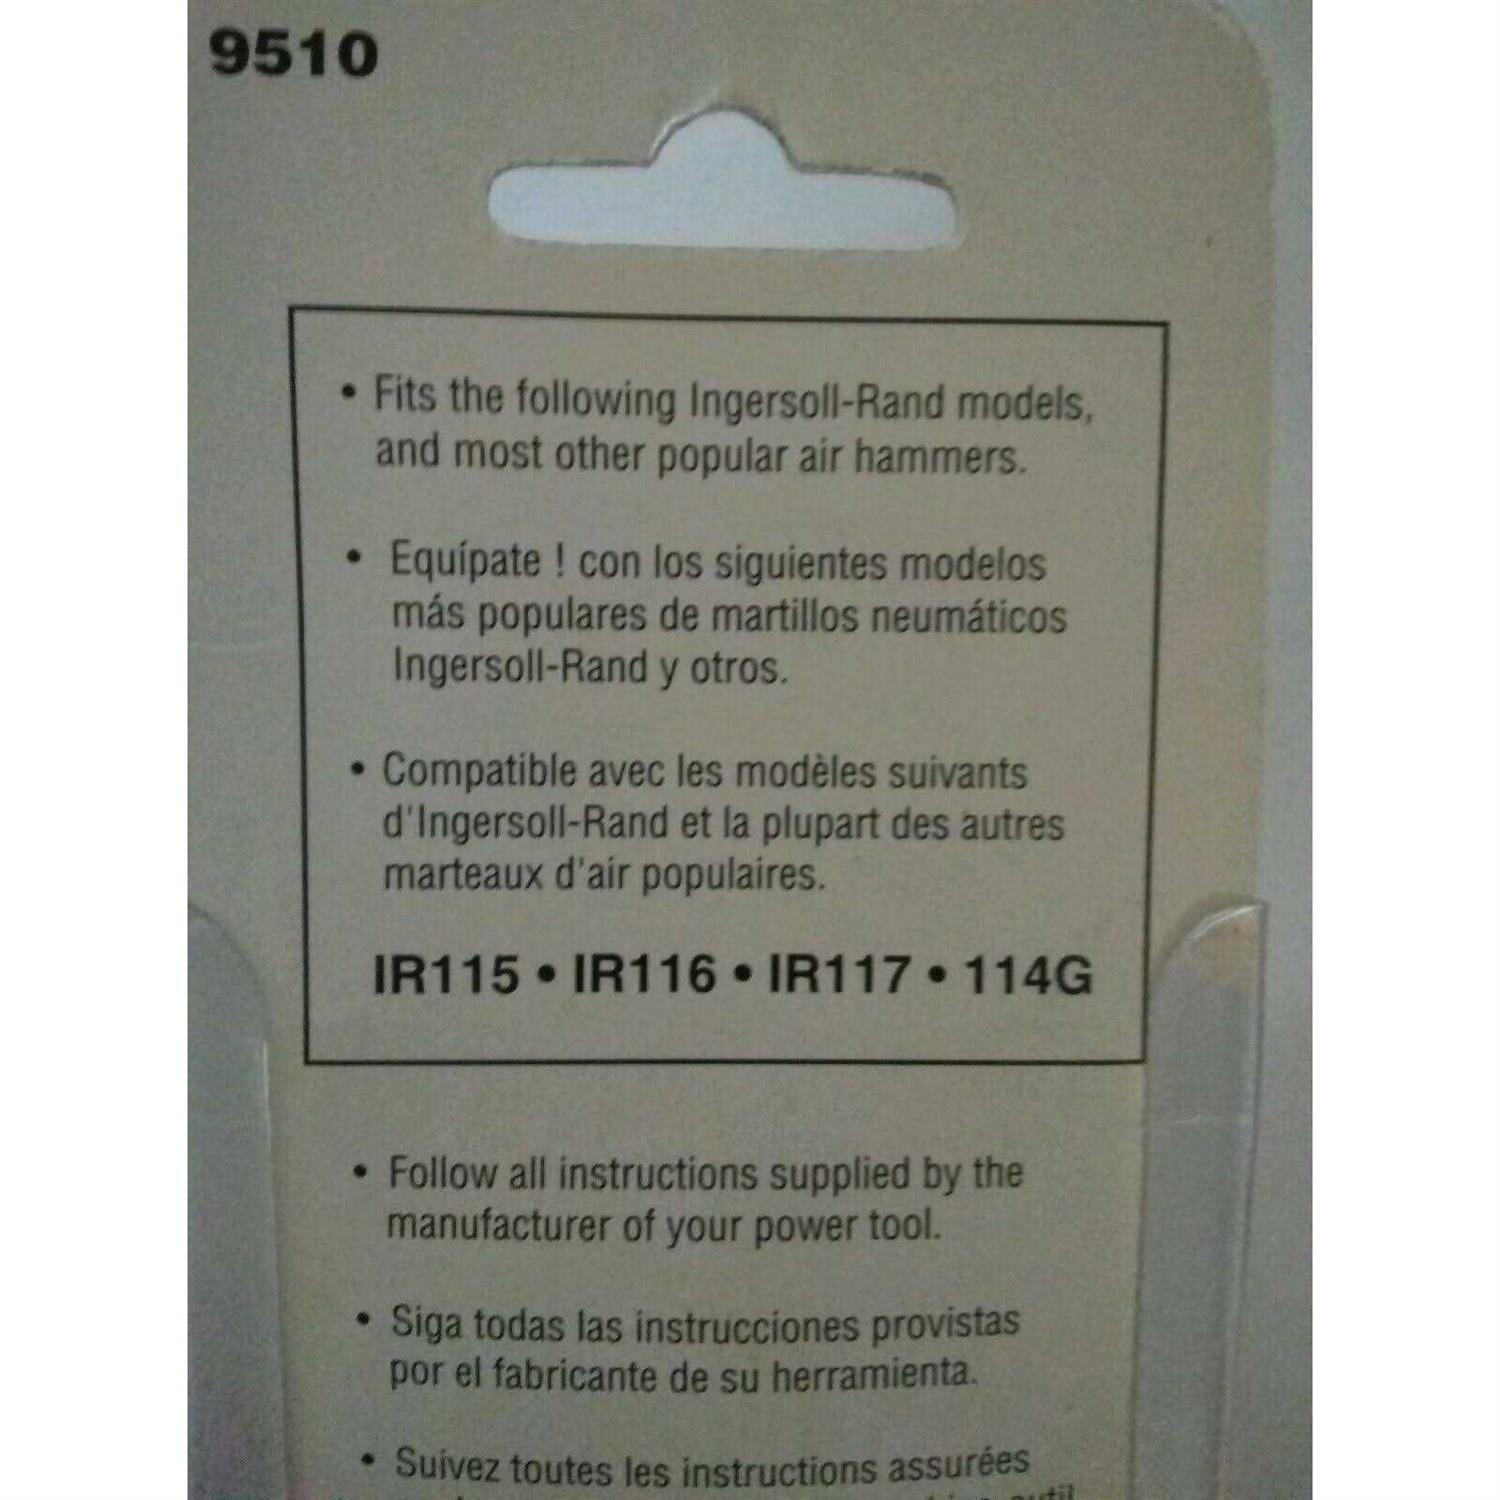 9510
• Fits the following Ingersoll-Rand models,
and most other popular air hammers.
• Equípate ! con los siguientes modelos
más populares de martillos neumáticos
Ingersoll-Rand y otros.
• Compatible avec les modèles suivants
d'Ingersoll-Rand et la plupart des autres
marteaux d'air populaires.
IR115 • IR116 • IR117 • 114G
• Follow all instructions supplied by the
manufacturer of your power tool.
• Siga todas las instrucciones provistas
por el fabricante de su herramienta.
• Suivez toutes les instructions assurées